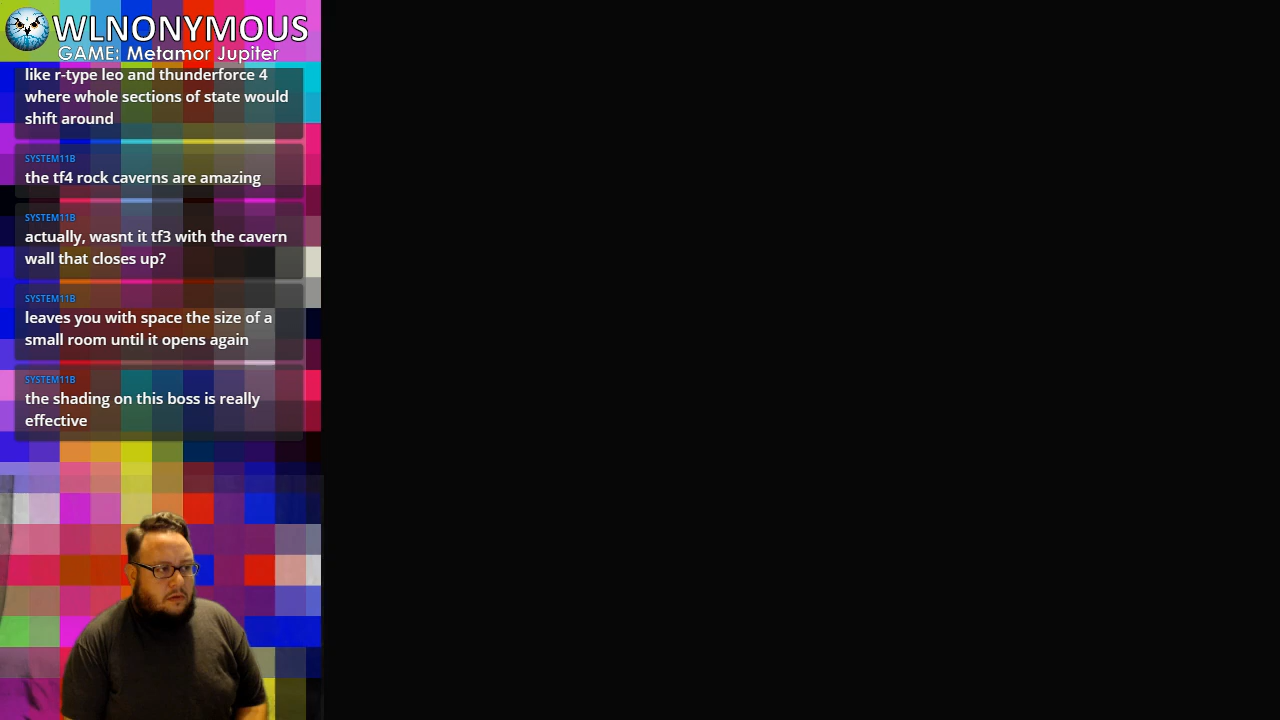 WLNONYMOUS
GAME: Metamor Jupiter
like r-type leo and thunderforce 4
where whole sections of state would
shift around
SYSTEM11B
the tf4 rock caverns are amazing
SYSTEM11B
actually, wasnt it tf3 with the cavern
wall that closes up?
SYSTEM11B
leaves you with space the size of a
small room until it opens again
SYSTEM11B
the shading on this boss is really
effective